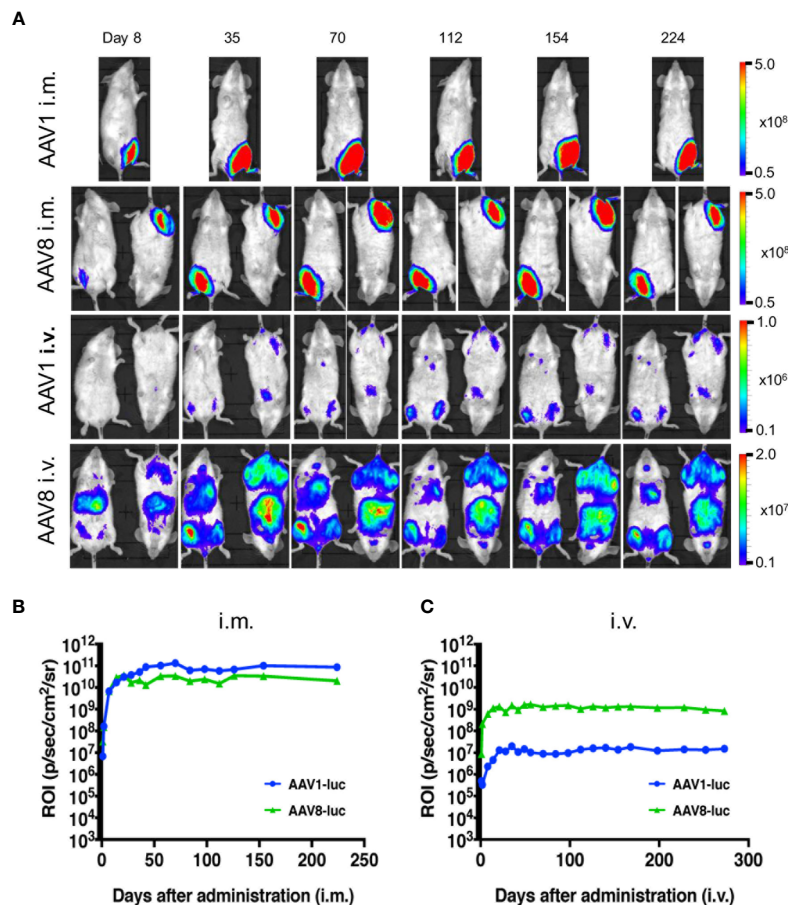 A
Day 8 35 70 112 154 224
AAV1 i.m.
5.0
x10⁸
0.5
AAV8 i.m.
5.0
x10⁸
0.5
AAV1 i.v.
1.0
x10⁶
0.1
AAV8 i.v.
2.0
x10⁷
0.1
B
i.m.
ROI (p/sec/cm²/sr)
10¹²
10¹¹
10¹⁰
10⁹
10⁸
10⁷
10⁶
10⁵
10⁴
10³
AAV1-luc
AAV8-luc
0 50 100 150 200 250
Days after administration (i.m.)
C
i.v.
ROI (p/sec/cm²/sr)
10¹²
10¹¹
10¹⁰
10⁹
10⁸
10⁷
10⁶
10⁵
10⁴
10³
AAV1-luc
AAV8-luc
0 100 200 300
Days after administration (i.v.)